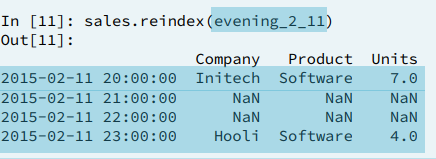 In [11]: sales.reindex(evening_2_11)
Out[11]:
Company Product Units
2015-02-11 20:00:00 Initech Software 7.0
2015-02-11 21:00:00 NaN NaN NaN
2015-02-11 22:00:00 NaN NaN NaN
2015-02-11 23:00:00 Hooli Software 4.0